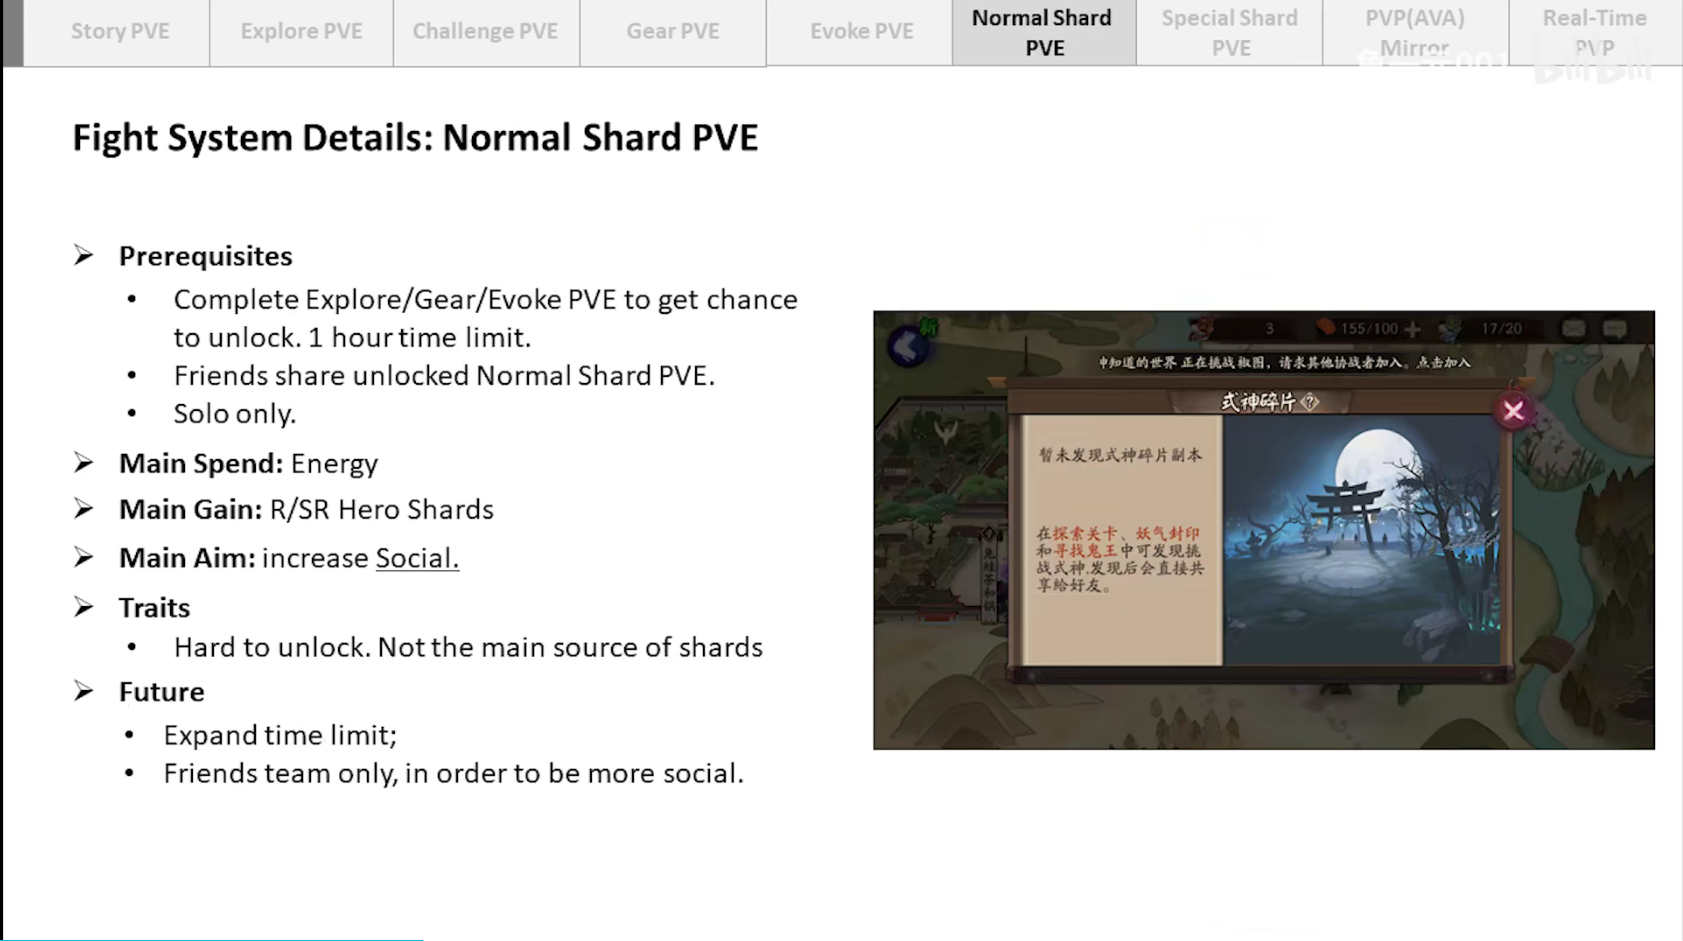 Story PVE
Explore PVE
Challenge PVE
Gear PVE
Evoke PVE
Normal Shard
PVE
Special Shard
PVE
PVP(AVA)
Mirror
Real-Time
PVP
bilibili
Fight System Details: Normal Shard PVE
➢ Prerequisites
• Complete Explore/Gear/Evoke PVE to get chance
to unlock. 1 hour time limit.
• Friends share unlocked Normal Shard PVE.
• Solo only.
➢ Main Spend: Energy
➢ Main Gain: R/SR Hero Shards
➢ Main Aim: increase Social.
➢ Traits
• Hard to unlock. Not the main source of shards
➢ Future
• Expand time limit;
• Friends team only, in order to be more social.
新
3
155/100
17/20
申知道的世界 正在挑战椒图，请求其他协战者加入。点击加入
式神碎片
暂未发现式神碎片副本
在探索关卡、妖气封印
和寻找鬼王中可发现挑
战式神.发现后会直接共
享给好友。